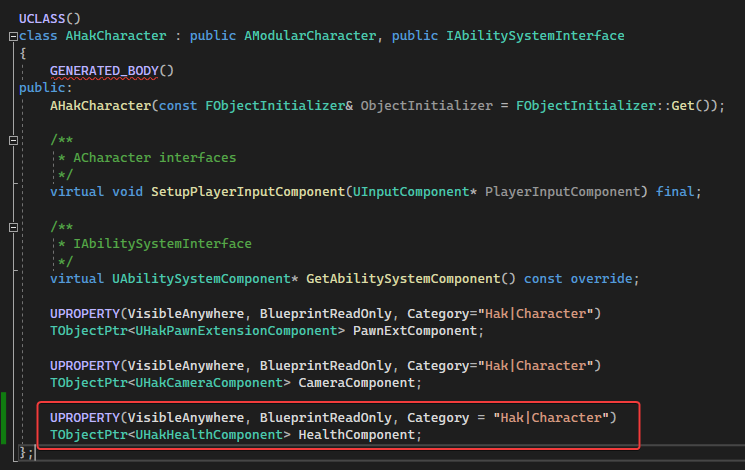 UCLASS()
class AHakCharacter : public AModularCharacter, public IAbilitySystemInterface
{
GENERATED_BODY()
public:
AHakCharacter(const FObjectInitializer& ObjectInitializer = FObjectInitializer::Get());
/**
* ACharacter interfaces
*/
virtual void SetupPlayerInputComponent(UInputComponent* PlayerInputComponent) final;
/**
* IAbilitySystemInterface
*/
virtual UAbilitySystemComponent* GetAbilitySystemComponent() const override;
UPROPERTY(VisibleAnywhere, BlueprintReadOnly, Category="Hak|Character")
TObjectPtr<UHakPawnExtensionComponent> PawnExtComponent;
UPROPERTY(VisibleAnywhere, BlueprintReadOnly, Category="Hak|Character")
TObjectPtr<UHakCameraComponent> CameraComponent;
UPROPERTY(VisibleAnywhere, BlueprintReadOnly, Category = "Hak|Character")
TObjectPtr<UHakHealthComponent> HealthComponent;
};